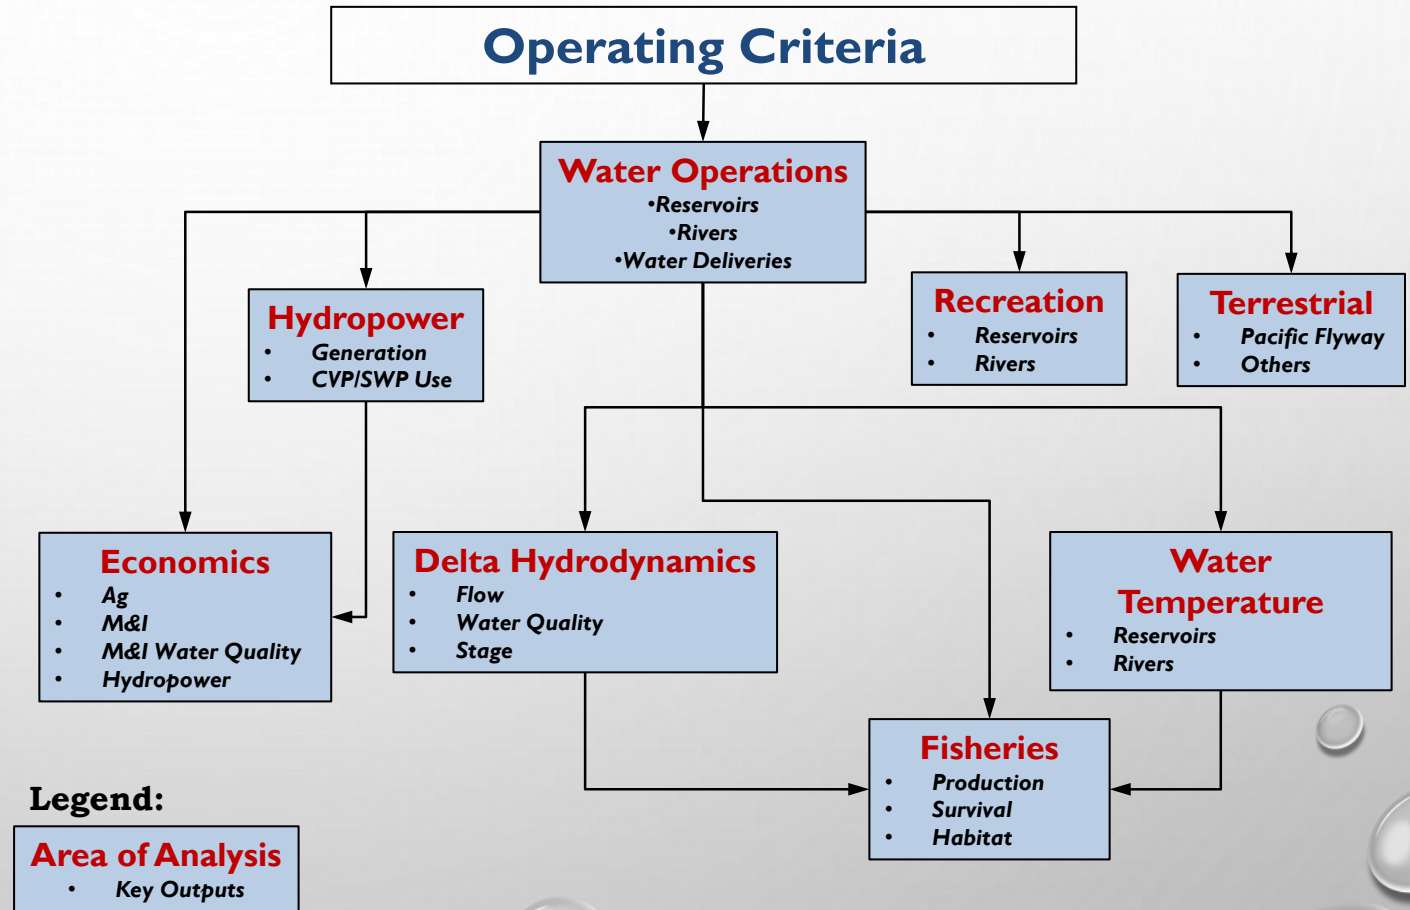 Operating Criteria
Water Operations
•Reservoirs
•Rivers
•Water Deliveries
Hydropower
• Generation
• CVP/SWP Use
Recreation
• Reservoirs
• Rivers
Terrestrial
• Pacific Flyway
• Others
Economics
• Ag
• M&I
• M&I Water Quality
• Hydropower
Delta Hydrodynamics
• Flow
• Water Quality
• Stage
Water
Temperature
• Reservoirs
• Rivers
Fisheries
• Production
• Survival
• Habitat
Legend:
Area of Analysis
• Key Outputs